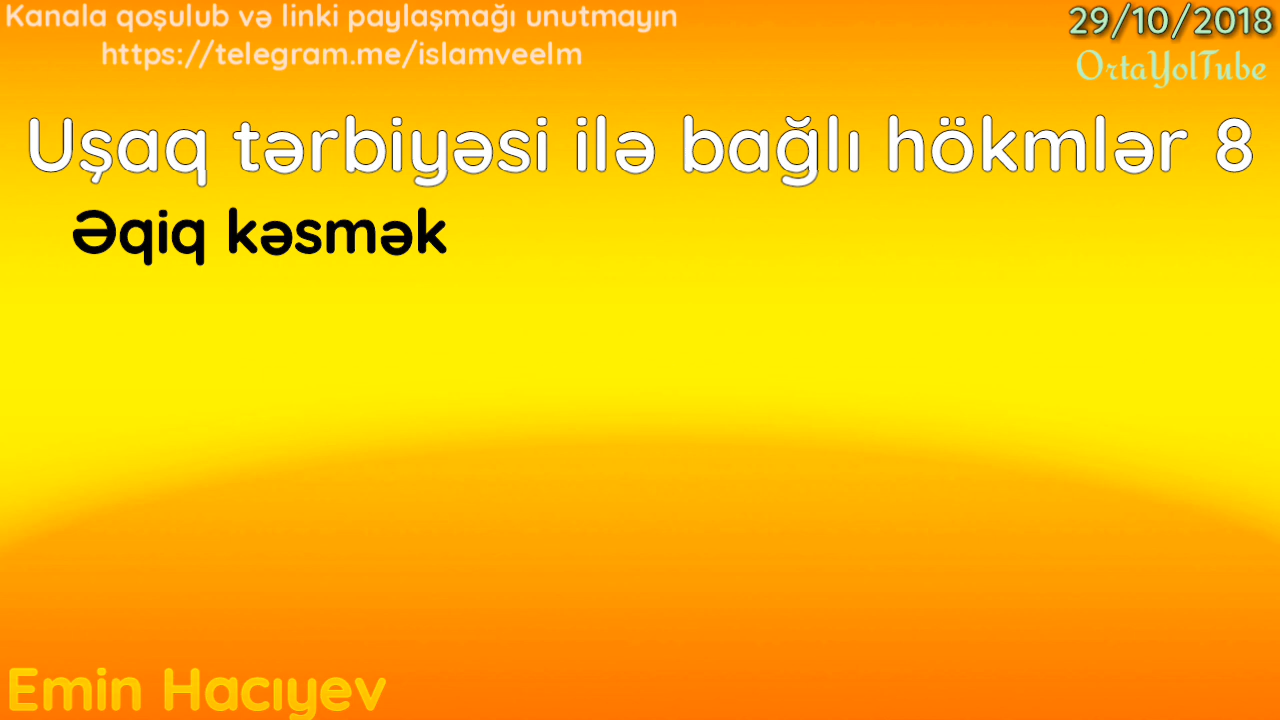 Kanala qoşulub və linki paylaşmağı unutmayın
https://telegram.me/islamveelm
29/10/2018
OrtaYolTube
Uşaq tərbiyəsi ilə bağlı hökmlər 8
Əqiq kəsmək
Emin Hacıyev